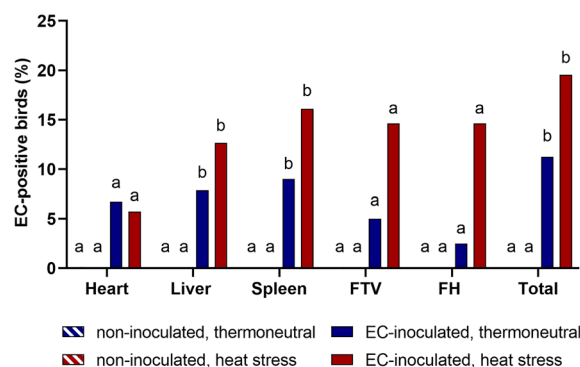 25
20
15
10
5
0
EC-positive birds (%)
a a a a
a a b b
a a b b
a a a a
a a a a
a a b b
Heart Liver Spleen FTV FH Total
non-inoculated, thermoneutral EC-inoculated, thermoneutral
non-inoculated, heat stress EC-inoculated, heat stress